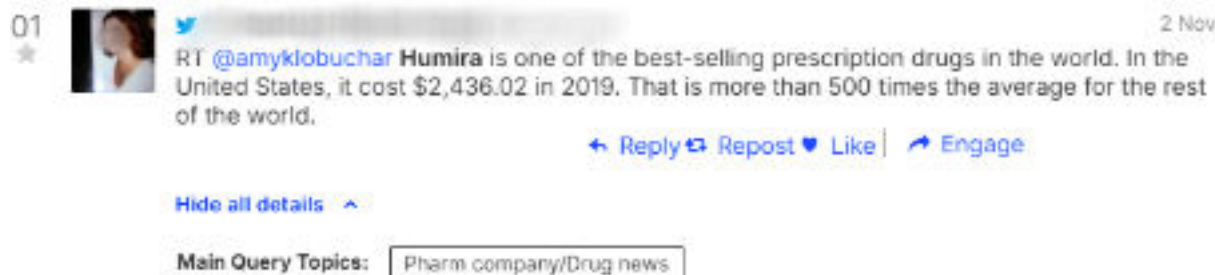 01
2 Nov
RT @amyklobuchar Humira is one of the best-selling prescription drugs in the world. In the
United States, it cost $2,436.02 in 2019. That is more than 500 times the average for the rest
of the world.
Reply Repost Like Engage
Hide all details
Main Query Topics: Pharm company/Drug news